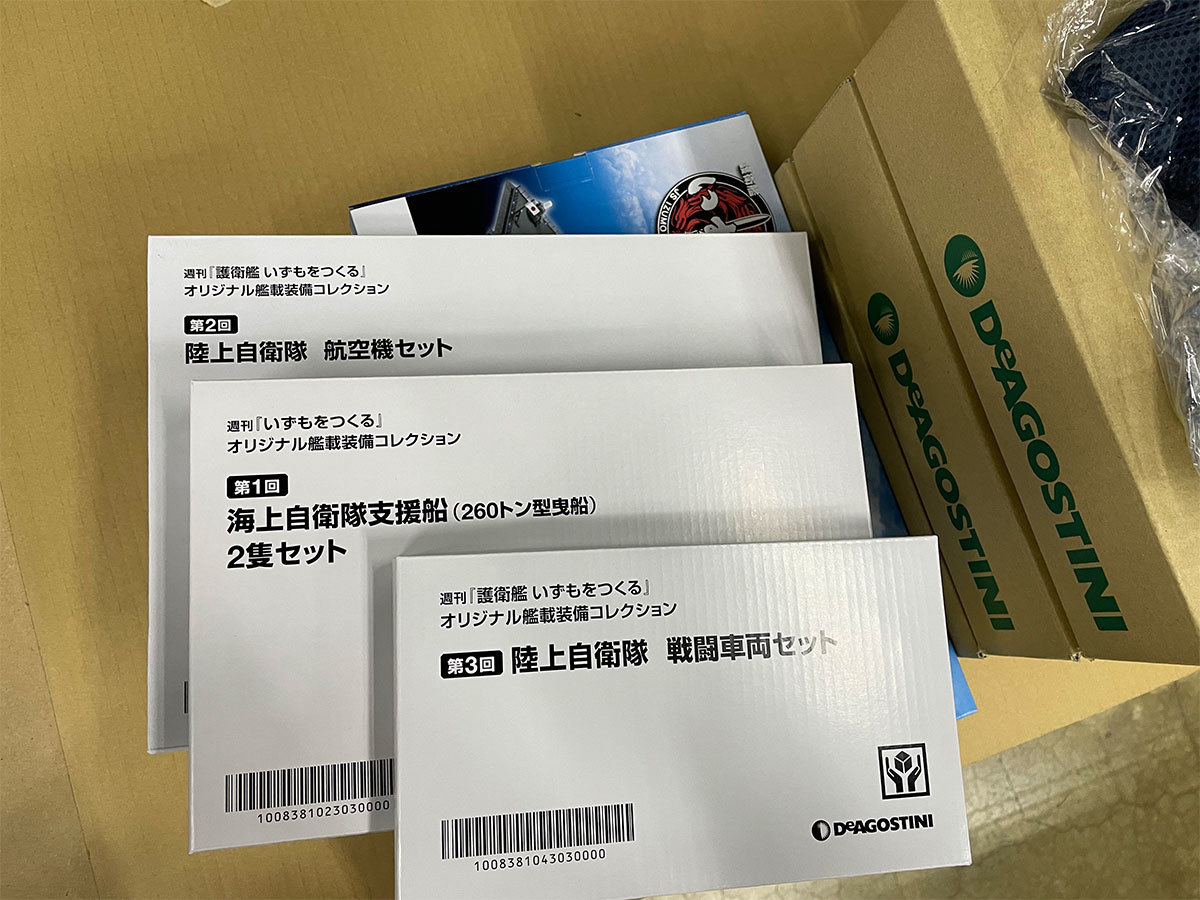 JS IZUMO
週刊『護衛艦 いずもをつくる』
オリジナル艦載装備コレクション
第2回
陸上自衛隊 航空機セット
週刊『いずもをつくる』
オリジナル艦載装備コレクション
第1回
海上自衛隊支援船(260トン型曳船)
2隻セット
1008381023030000
週刊『護衛艦 いずもをつくる』
オリジナル艦載装備コレクション
第3回 陸上自衛隊 戦闘車両セット
1008381043030000
DeAGOSTINI
DeAGOSTINI
DeAGOSTINI